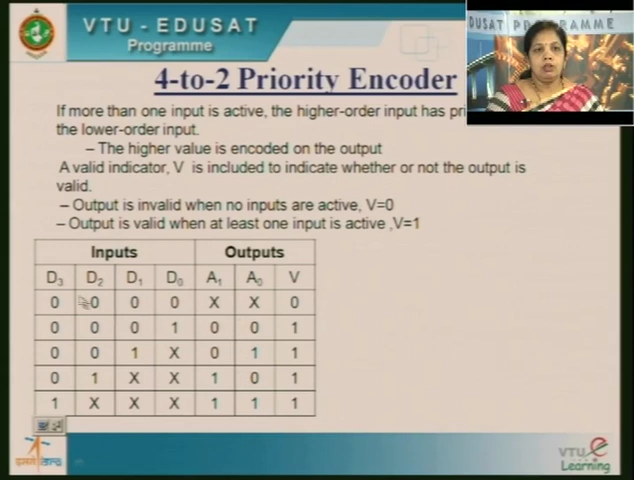 VTU - EDUSAT
Programme
EDUSAT PROGRAMME
4-to-2 Priority Encoder
If more than one input is active, the higher-order input has
the lower-order input.
– The higher value is encoded on the output
A valid indicator, V is included to indicate whether or not the output is
valid.
– Output is invalid when no inputs are active, V=0
– Output is valid when at least one input is active ,V=1
Inputs Outputs
D3 D2 D1 D0 A1 A0 V
0 0 0 0 X X 0
0 0 0 1 0 0 1
0 0 1 X 0 1 1
0 1 X X 1 0 1
1 X X X 1 1 1
VTU e
Learning